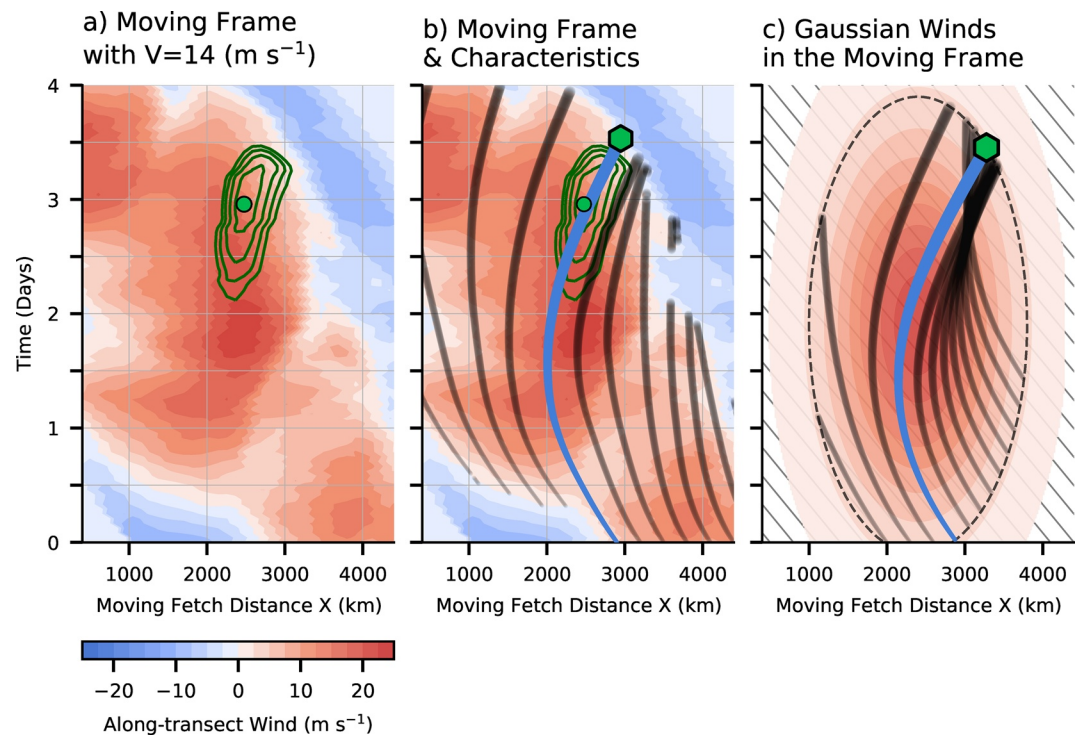 a) Moving Frame
with V=14 (m s⁻¹)
b) Moving Frame
& Characteristics
c) Gaussian Winds
in the Moving Frame
Time (Days)
4
3
2
1
0
1000 2000 3000 4000
1000 2000 3000 4000
1000 2000 3000 4000
Moving Fetch Distance X (km)
Moving Fetch Distance X (km)
Moving Fetch Distance X (km)
−20 −10 0 10 20
Along-transect Wind (m s⁻¹)